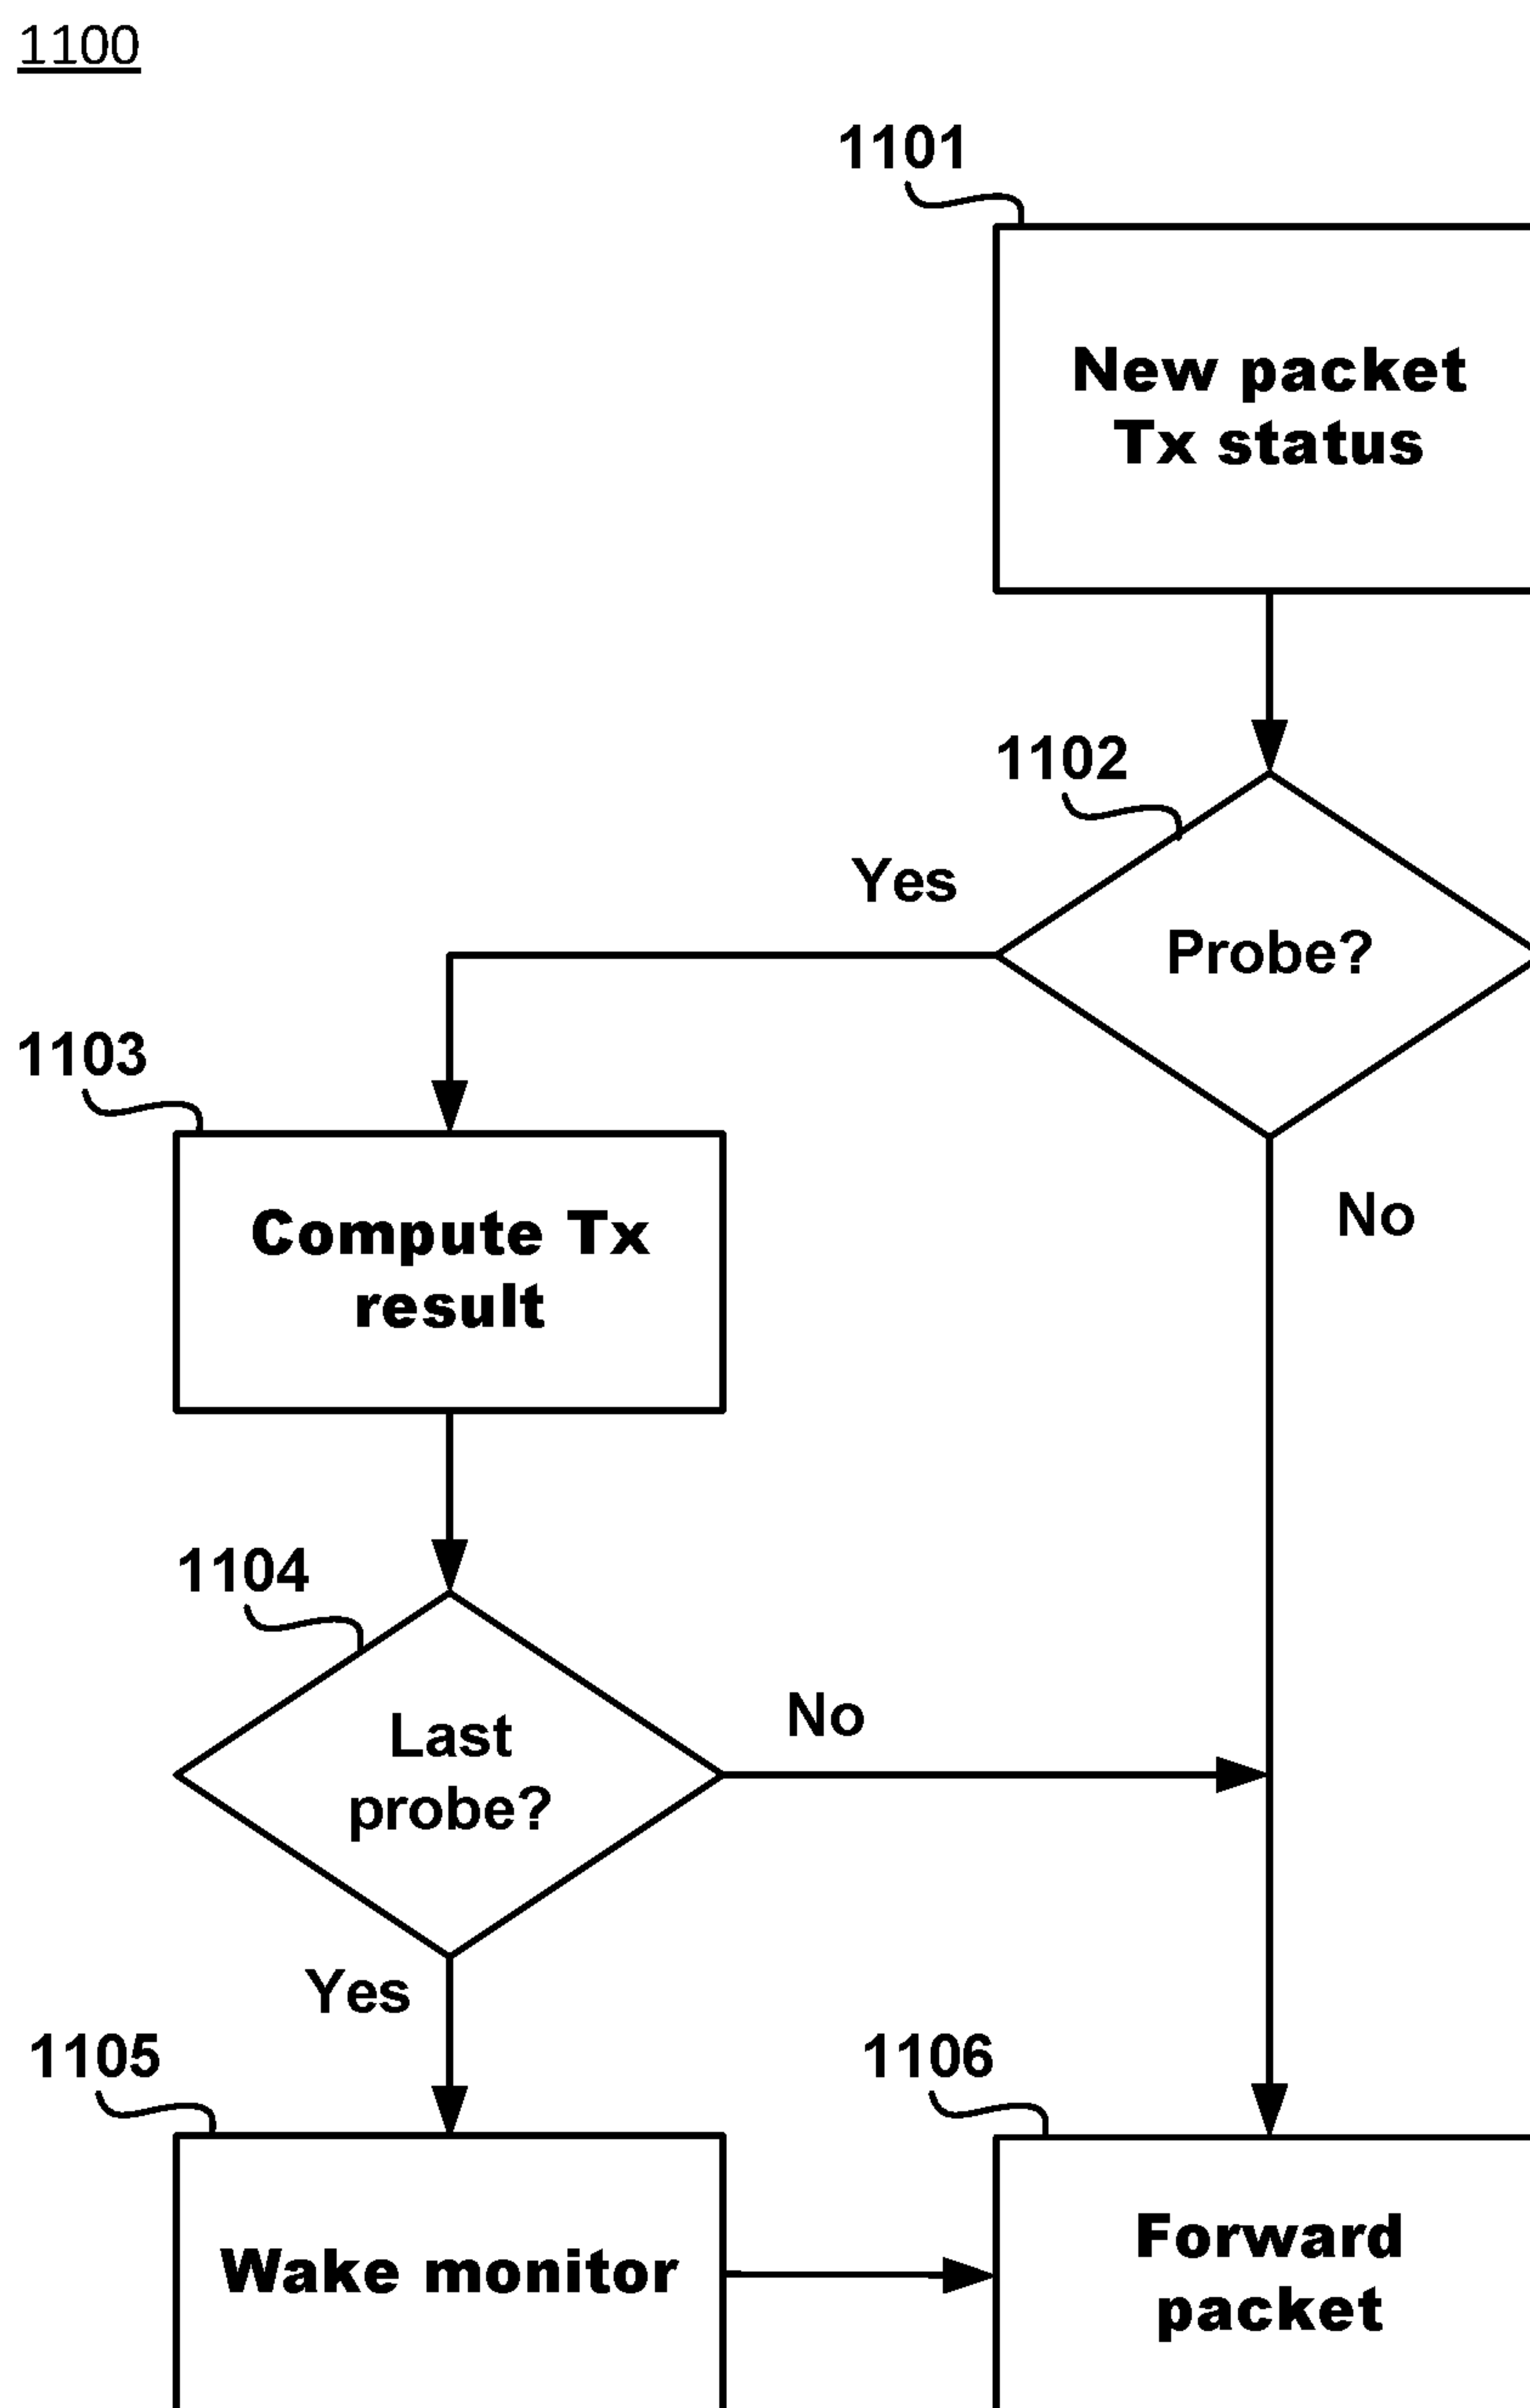 1100
1101
New packet
Tx status
1102
Yes
Probe?
1103
No
Compute Tx
result
1104
No
Last
probe?
Yes
1105
1106
Wake monitor
Forward
packet